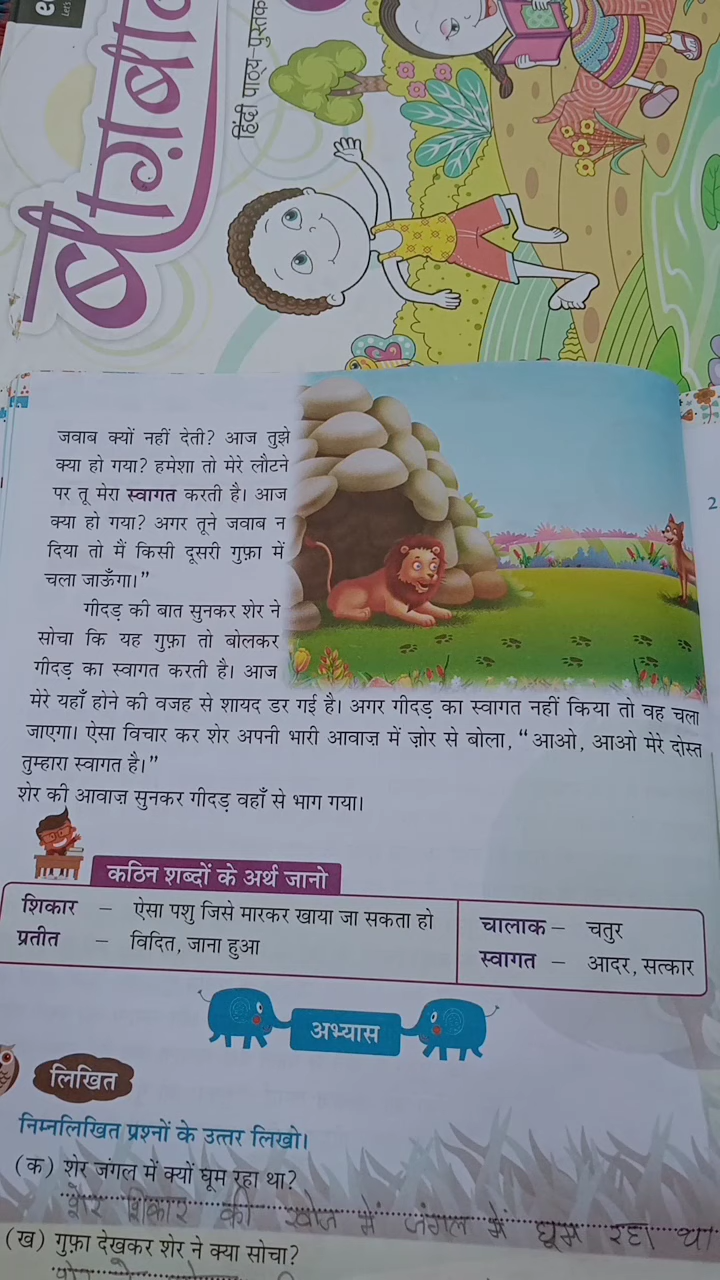 बाग़बान
हिंदी पाठ्य-पुस्तक
जवाब क्यों नहीं देती? आज तुझे
क्या हो गया? हमेशा तो मेरे लौटने
पर तू मेरा स्वागत करती है। आज
क्या हो गया? अगर तूने जवाब न
दिया तो मैं किसी दूसरी गुफ़ा में
चला जाऊँगा।”
गीदड़ की बात सुनकर शेर ने
सोचा कि यह गुफ़ा तो बोलकर
गीदड़ का स्वागत करती है। आज
मेरे यहाँ होने की वजह से शायद डर गई है। अगर गीदड़ का स्वागत नहीं किया तो वह चला
जाएगा। ऐसा विचार कर शेर अपनी भारी आवाज़ में ज़ोर से बोला, “आओ, आओ मेरे दोस्त
तुम्हारा स्वागत है।”
शेर की आवाज़ सुनकर गीदड़ वहाँ से भाग गया।
कठिन शब्दों के अर्थ जानो
शिकार – ऐसा पशु जिसे मारकर खाया जा सकता हो
प्रतीत – विदित, जाना हुआ
चालाक – चतुर
स्वागत – आदर, सत्कार
अभ्यास
लिखित
निम्नलिखित प्रश्नों के उत्तर लिखो।
(क) शेर जंगल में क्यों घूम रहा था?
शेर शिकार की खोज में जंगल में घूम रहा था
(ख) गुफ़ा देखकर शेर ने क्या सोचा?
2